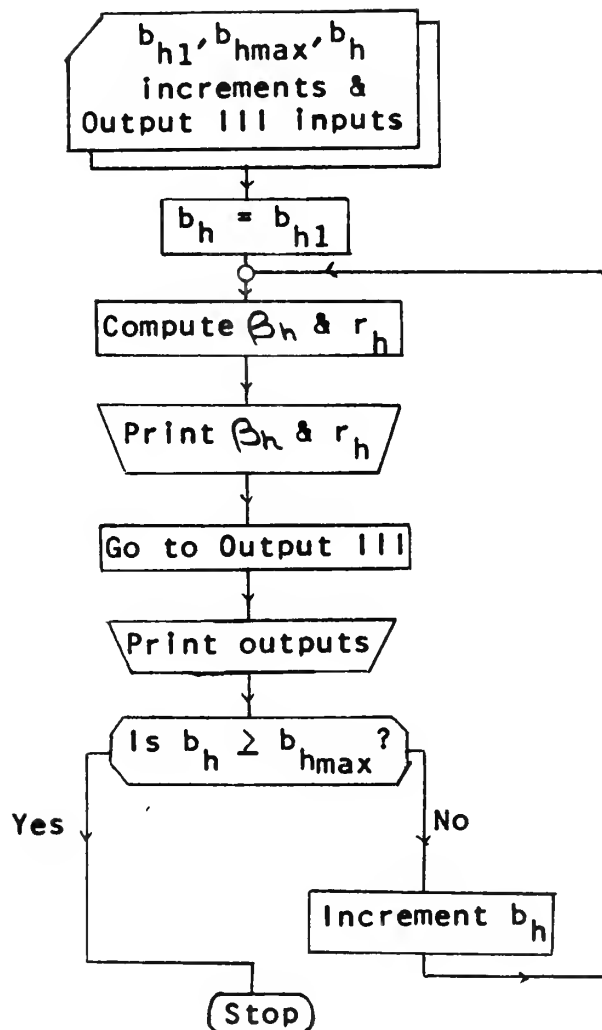 b_h1, b_hmax, b_h
increments &
Output III inputs
b_h = b_h1
Compute β_h & r_h
Print β_h & r_h
Go to Output III
Print outputs
Is b_h ≥ b_hmax ?
Yes
No
Increment b_h
Stop